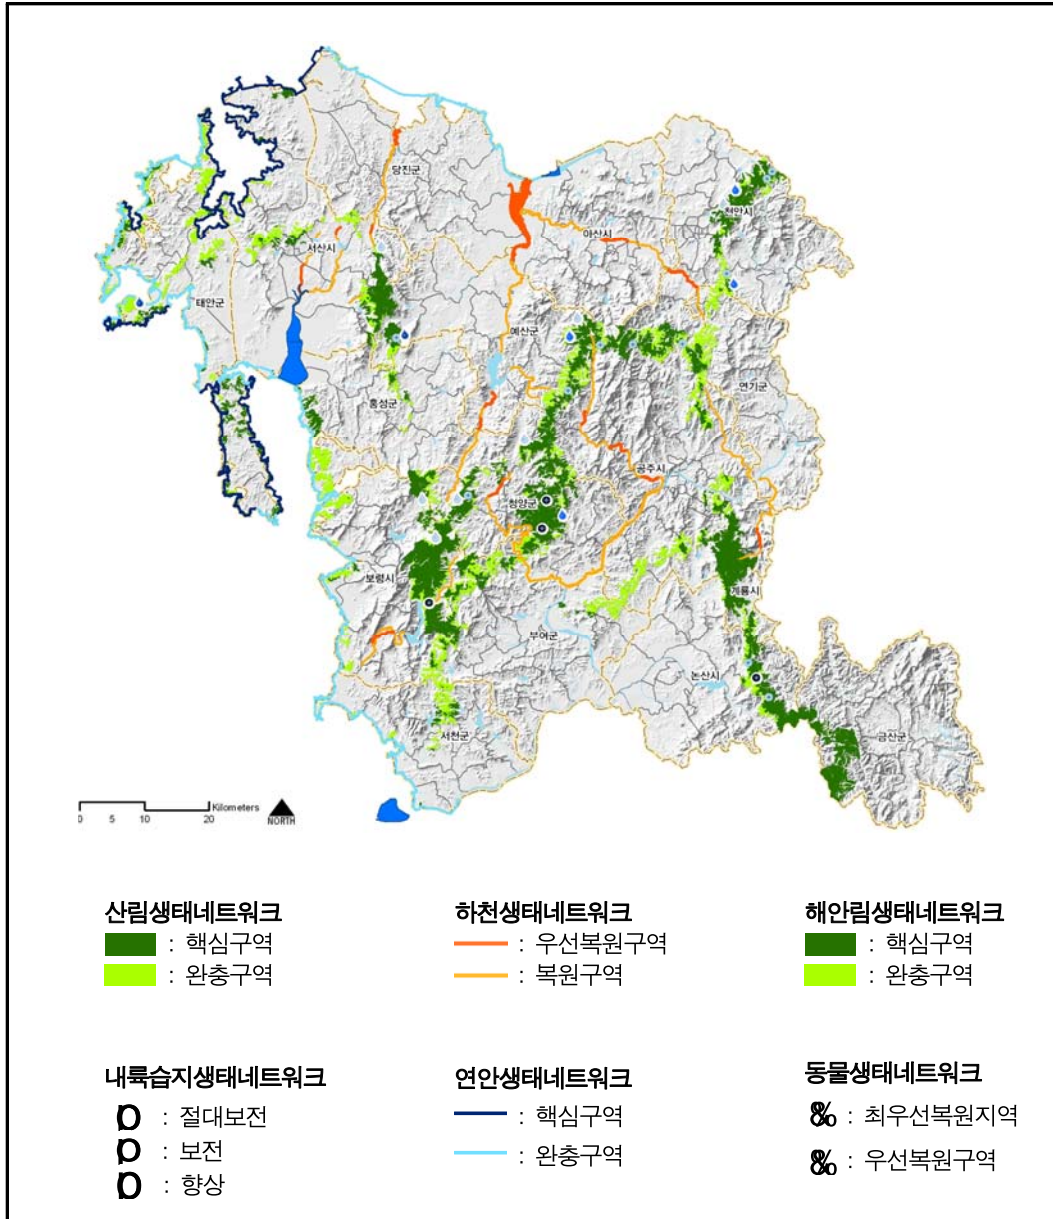 당진군
천안시
아산시
서산시
태안군
예산군
연기군
홍성군
공주시
청양군
보령시
계룡시
부여군
논산시
서천군
금산군
Kilometers
0 5 10 20
NORTH
산림생태네트워크
: 핵심구역
: 완충구역
하천생태네트워크
: 우선복원구역
: 복원구역
해안림생태네트워크
: 핵심구역
: 완충구역
내륙습지생태네트워크
: 절대보전
: 보전
: 향상
연안생태네트워크
: 핵심구역
: 완충구역
동물생태네트워크
‰ : 최우선복원지역
‰ : 우선복원구역